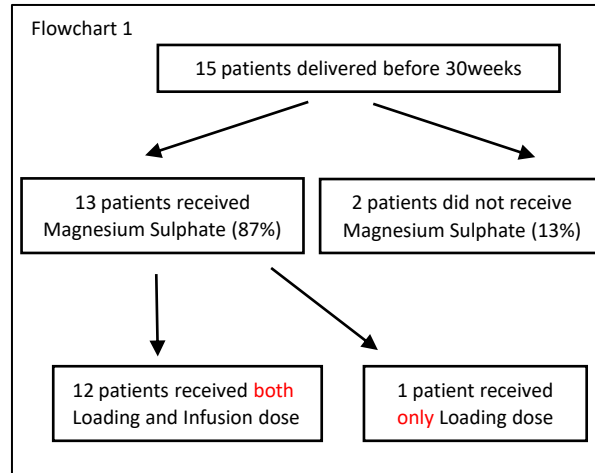 Flowchart 1
15 patients delivered before 30weeks
13 patients received
Magnesium Sulphate (87%)
2 patients did not receive
Magnesium Sulphate (13%)
12 patients received both
Loading and Infusion dose
1 patient received
only Loading dose